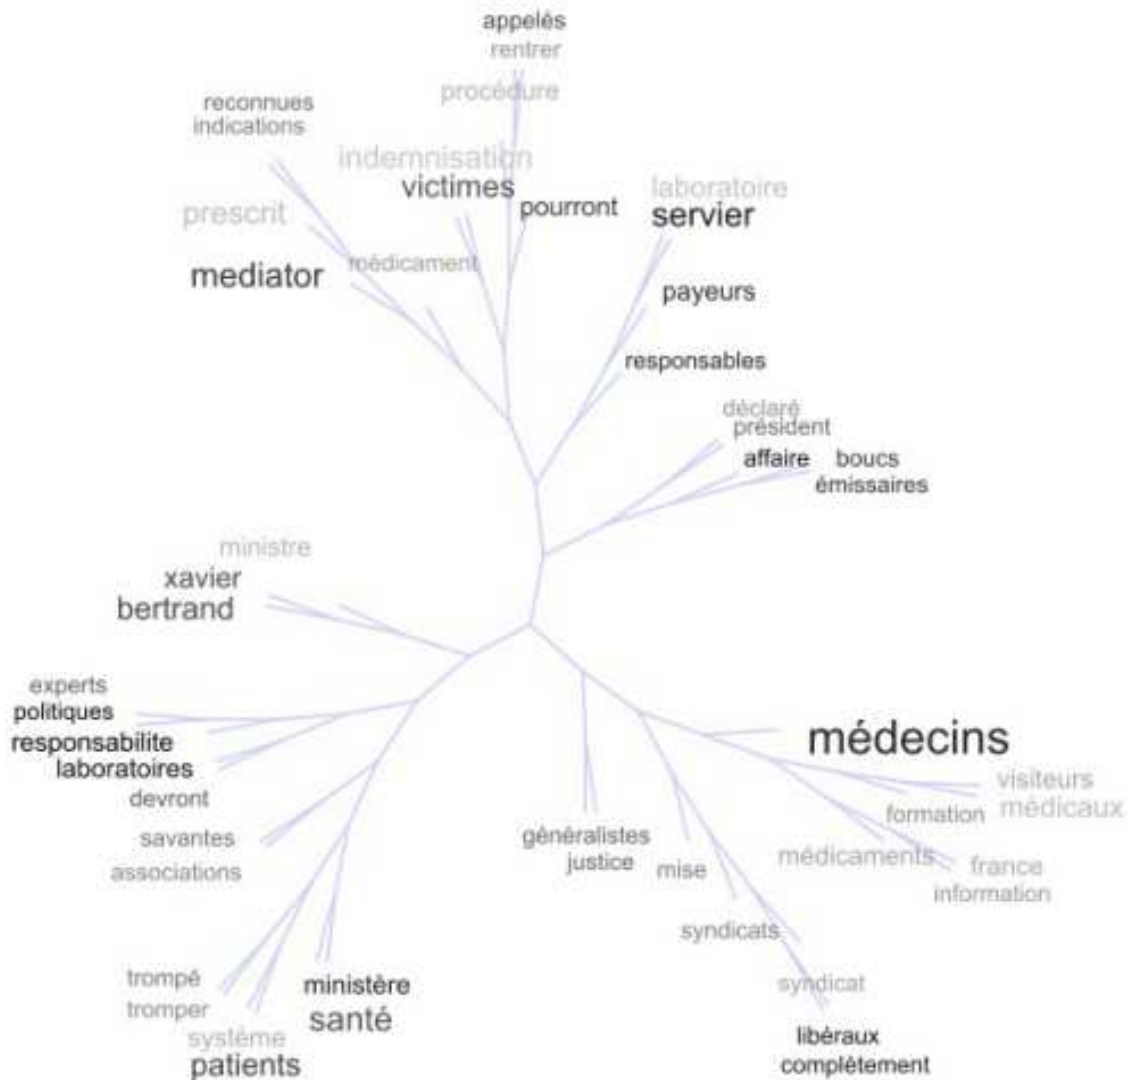 appelés
rentrer
procédure
reconnues
indications
indemnisation
victimes
pourront
laboratoire
servier
prescrit
médicament
mediator
payeurs
responsables
déclaré
président
affaire
boucs
émissaires
ministre
xavier
bertrand
experts
politiques
responsabilite
laboratoires
devront
savantes
associations
médecins
visiteurs
médicaux
formation
généralistes
justice
mise
médicaments
france
information
syndicats
syndicat
trompé
tromper
ministère
santé
système
patients
libéraux
complètement